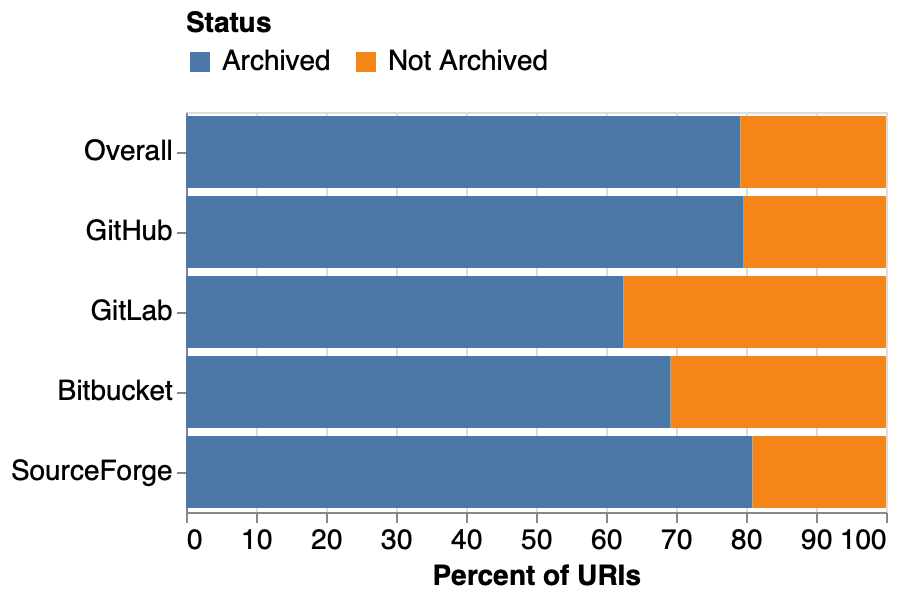 Status
Archived Not Archived
Overall
GitHub
GitLab
Bitbucket
SourceForge
0 10 20 30 40 50 60 70 80 90 100
Percent of URIs